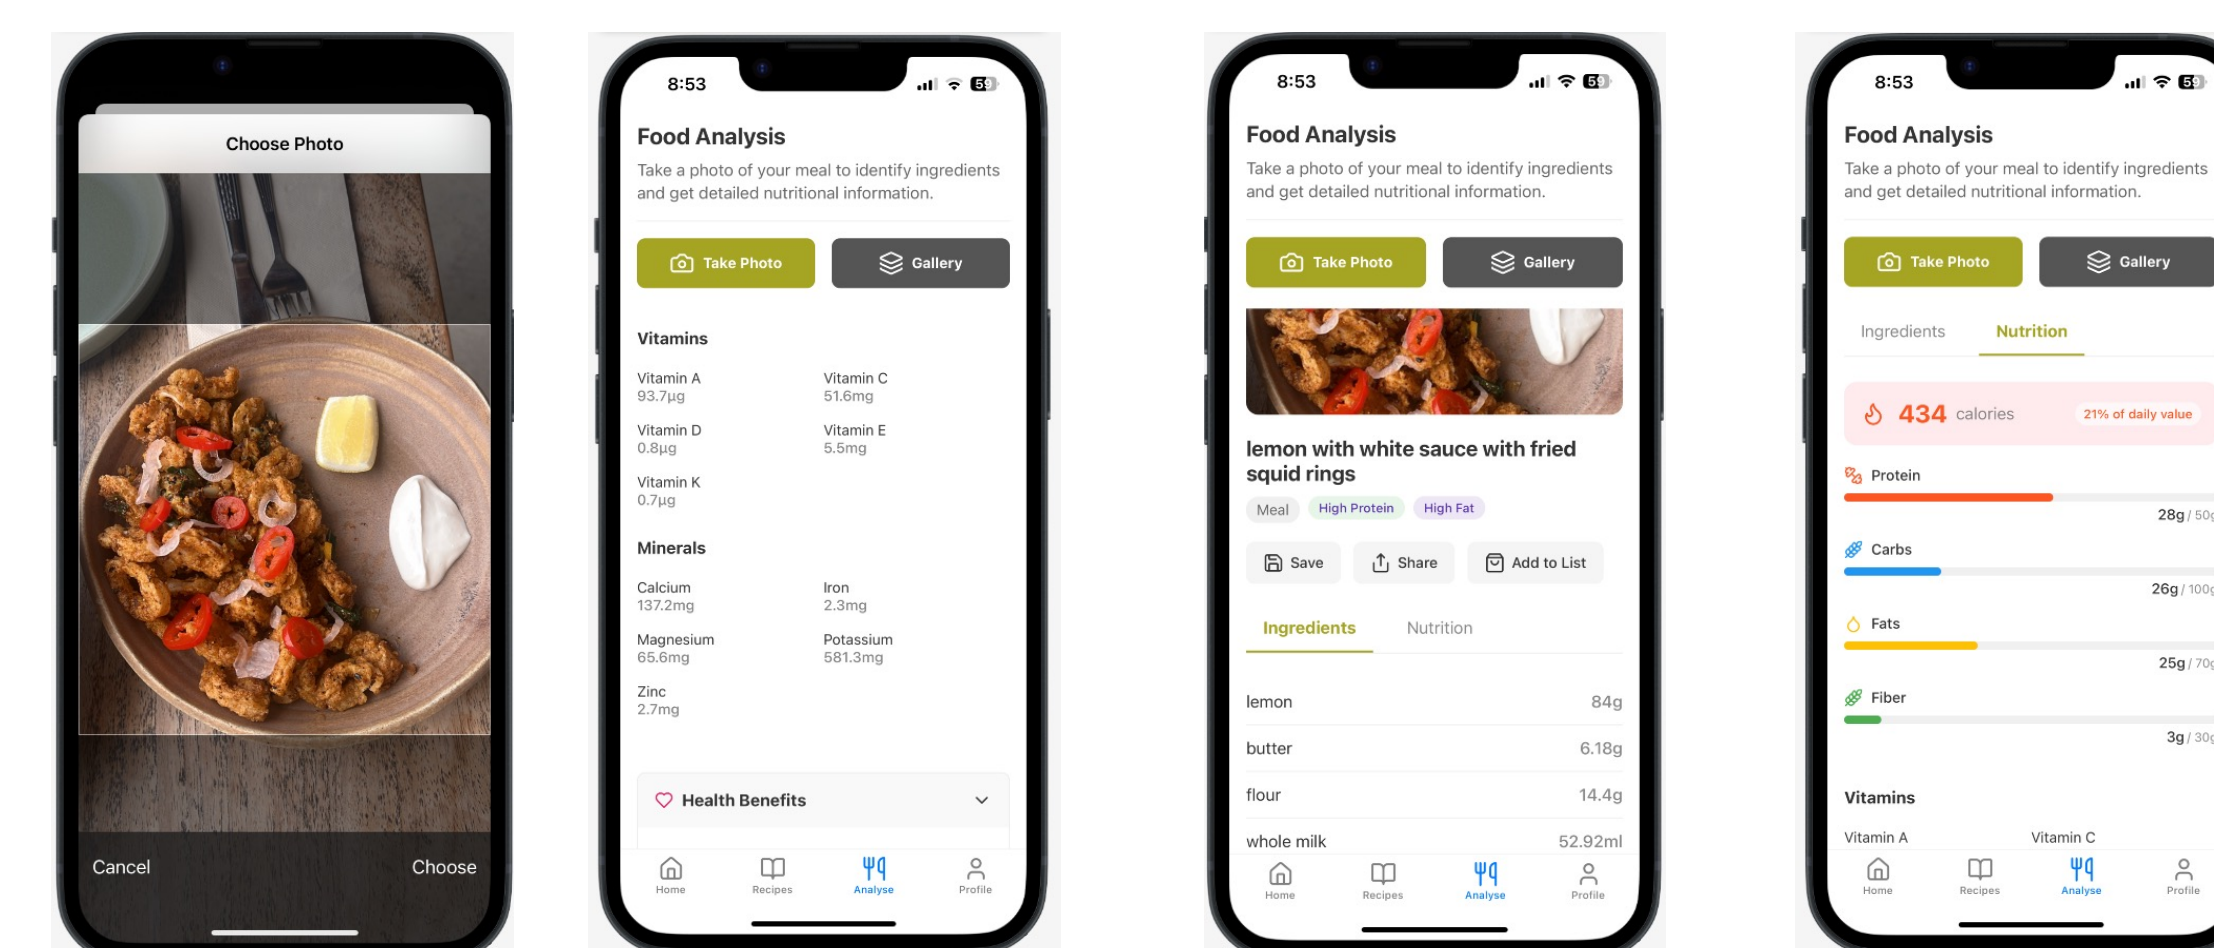 Choose Photo
Cancel
Choose
8:53
59
Food Analysis
Take a photo of your meal to identify ingredients
and get detailed nutritional information.
Take Photo
Gallery
Vitamins
Vitamin A
Vitamin C
93.7µg
51.6mg
Vitamin D
Vitamin E
0.8µg
5.5mg
Vitamin K
0.7µg
Minerals
Calcium
Iron
137.2mg
2.3mg
Magnesium
Potassium
65.6mg
581.3mg
Zinc
2.7mg
Health Benefits
Home
Recipes
Analyse
Profile
8:53
59
Food Analysis
Take a photo of your meal to identify ingredients
and get detailed nutritional information.
Take Photo
Gallery
lemon with white sauce with fried
squid rings
Meal
High Protein
High Fat
Save
Share
Add to List
Ingredients
Nutrition
lemon 84g
butter 6.18g
flour 14.4g
whole milk 52.92ml
Home
Recipes
Analyse
Profile
8:53
59
Food Analysis
Take a photo of your meal to identify ingredients
and get detailed nutritional information.
Take Photo
Gallery
Ingredients
Nutrition
434 calories
21% of daily value
Protein
28g / 50g
Carbs
26g / 100g
Fats
25g / 70g
Fiber
3g / 30g
Vitamins
Vitamin A
Vitamin C
Home
Recipes
Analyse
Profile